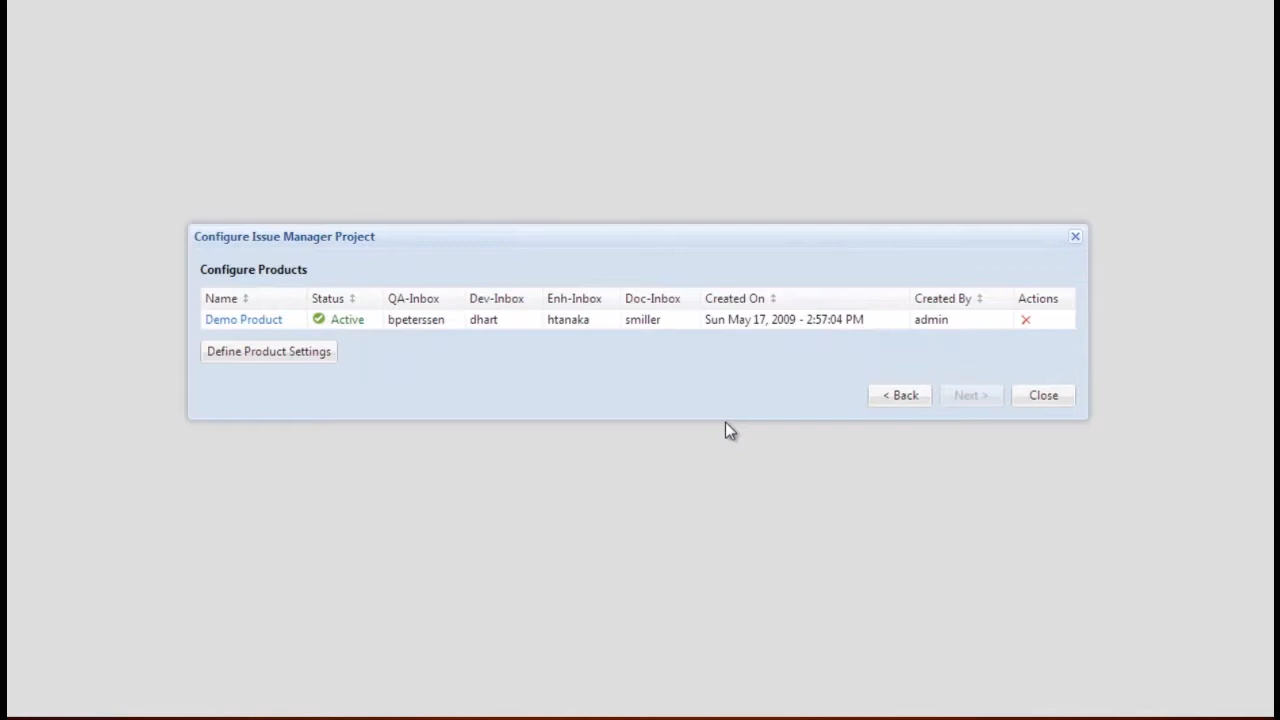 Configure Issue Manager Project
Configure Products
Name Status QA-Inbox Dev-Inbox Enh-Inbox Doc-Inbox Created On Created By Actions
Demo Product Active bpeterssen dhart htanaka smiller Sun May 17, 2009 - 2:57:04 PM admin
Define Product Settings
< Back Next > Close